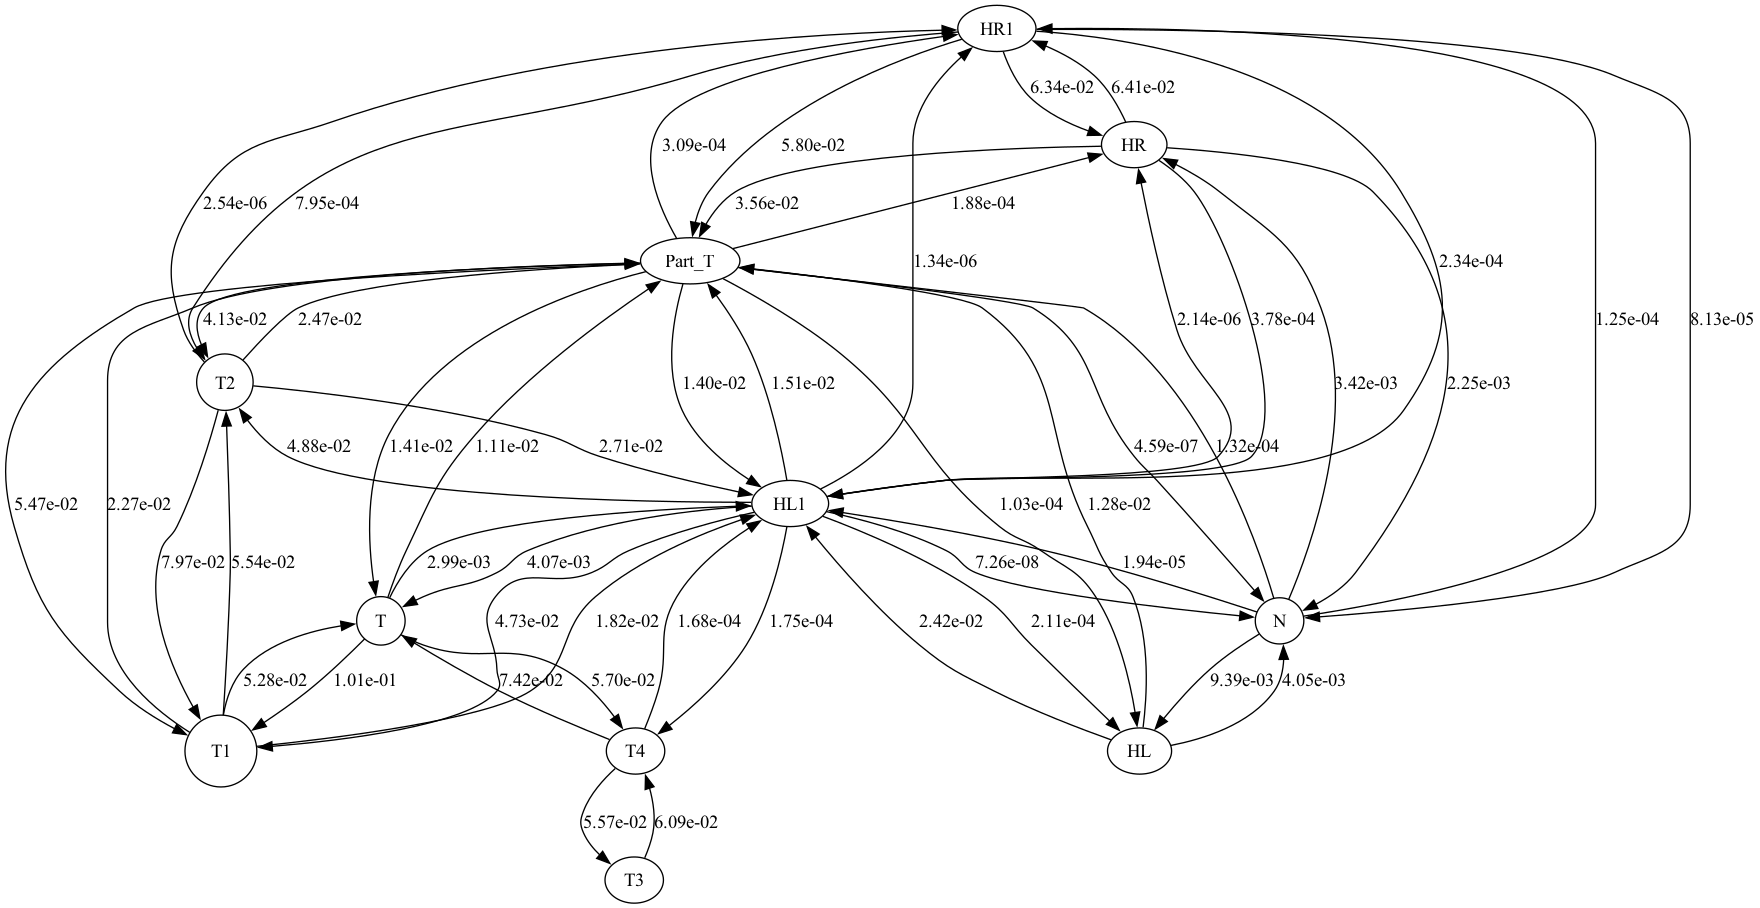 HR1
6.34e-02 6.41e-02
3.09e-04 5.80e-02 HR
2.54e-06 7.95e-04 3.56e-02 1.88e-04
Part_T 1.34e-06 2.34e-04
4.13e-02 2.47e-02 2.14e-06 3.78e-04 1.25e-04 8.13e-05
T2 1.40e-02 1.51e-02 3.42e-03 2.25e-03
4.88e-02 1.41e-02 1.11e-02 2.71e-02 4.59e-07 1.32e-04
5.47e-02 2.27e-02 HL1 1.03e-04 1.28e-02
7.97e-02 5.54e-02 2.99e-03 4.07e-03 7.26e-08 1.94e-05
T 4.73e-02 1.82e-02 1.68e-04 1.75e-04 2.42e-02 2.11e-04 N
5.28e-02 1.01e-01 7.42e-02 5.70e-02 9.39e-03 4.05e-03
T1 T4 HL
5.57e-02 6.09e-02
T3